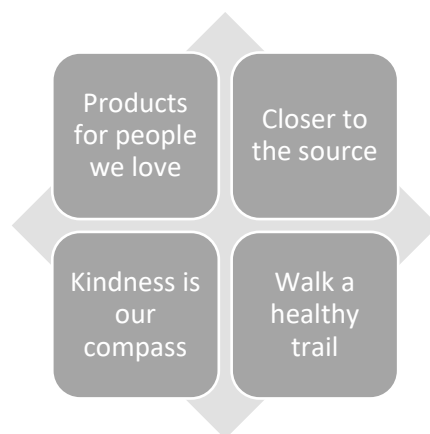 Products
for people
we love
Closer to
the source
Kindness is
our
compass
Walk a
healthy
trail